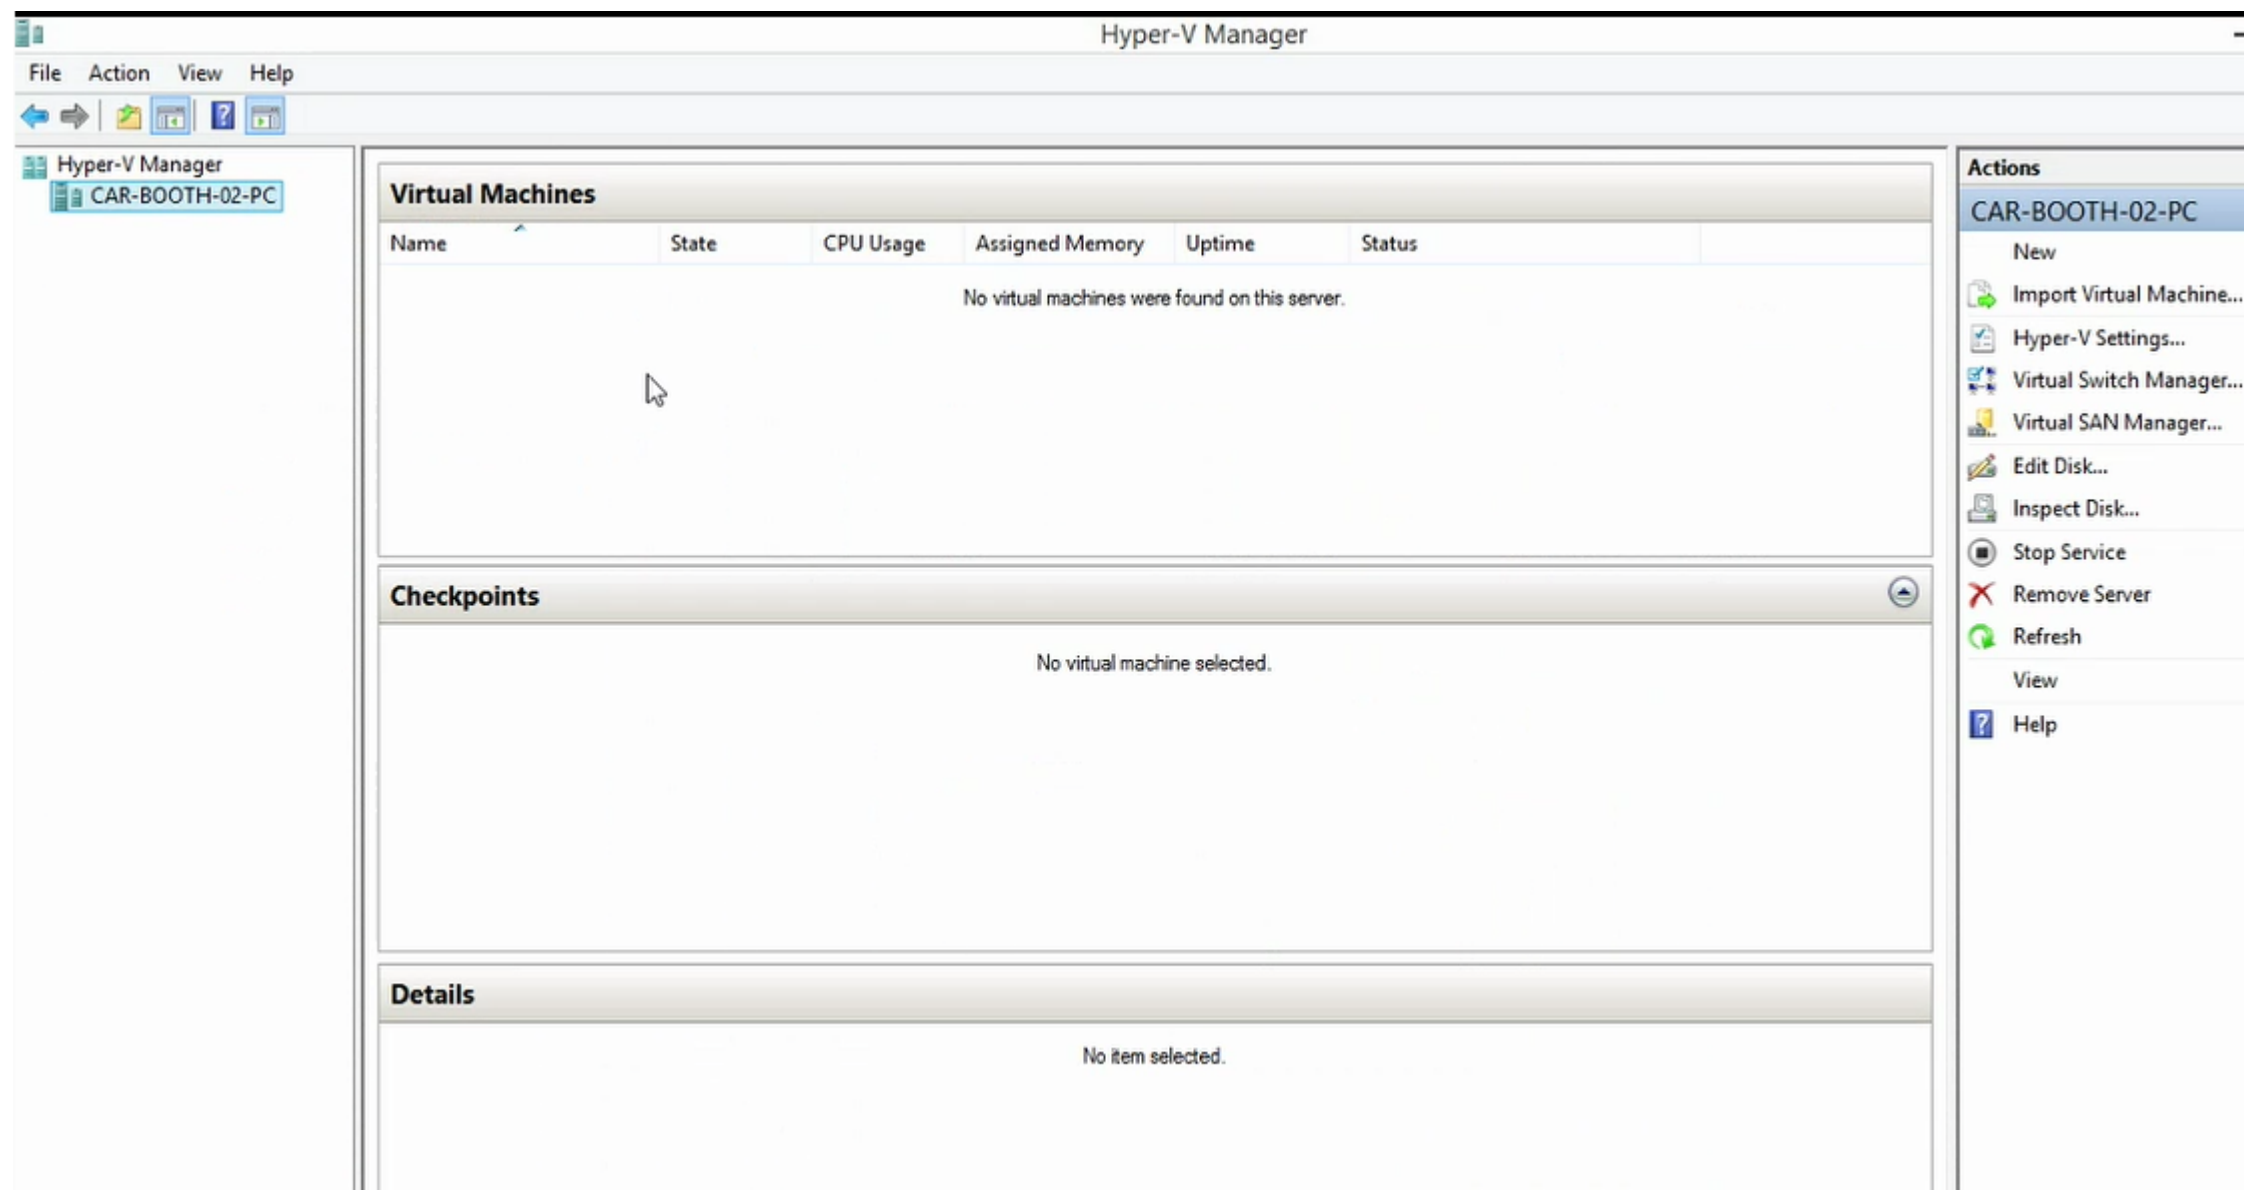 Hyper-V Manager
File Action View Help
Hyper-V Manager
CAR-BOOTH-02-PC
Virtual Machines
Name State CPU Usage Assigned Memory Uptime Status
No virtual machines were found on this server.
Checkpoints
No virtual machine selected.
Details
No item selected.
Actions
CAR-BOOTH-02-PC
New
Import Virtual Machine...
Hyper-V Settings...
Virtual Switch Manager...
Virtual SAN Manager...
Edit Disk...
Inspect Disk...
Stop Service
Remove Server
Refresh
View
Help